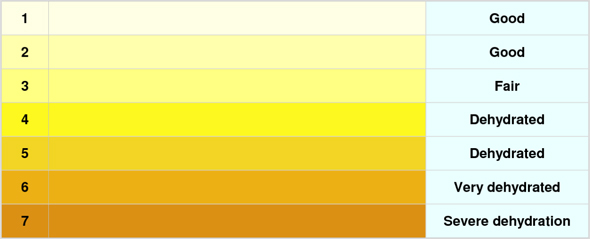 1 Good
2 Good
3 Fair
4 Dehydrated
5 Dehydrated
6 Very dehydrated
7 Severe dehydration